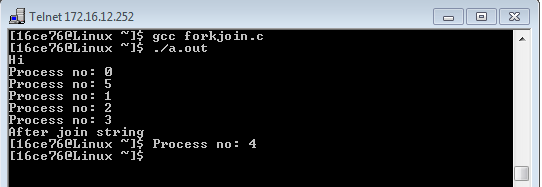 Telnet 172.16.12.252
[16ce76@Linux ~]$ gcc forkjoin.c
[16ce76@Linux ~]$ ./a.out
Hi
Process no: 0
Process no: 5
Process no: 1
Process no: 2
Process no: 3
After join string
[16ce76@Linux ~]$ Process no: 4
[16ce76@Linux ~]$